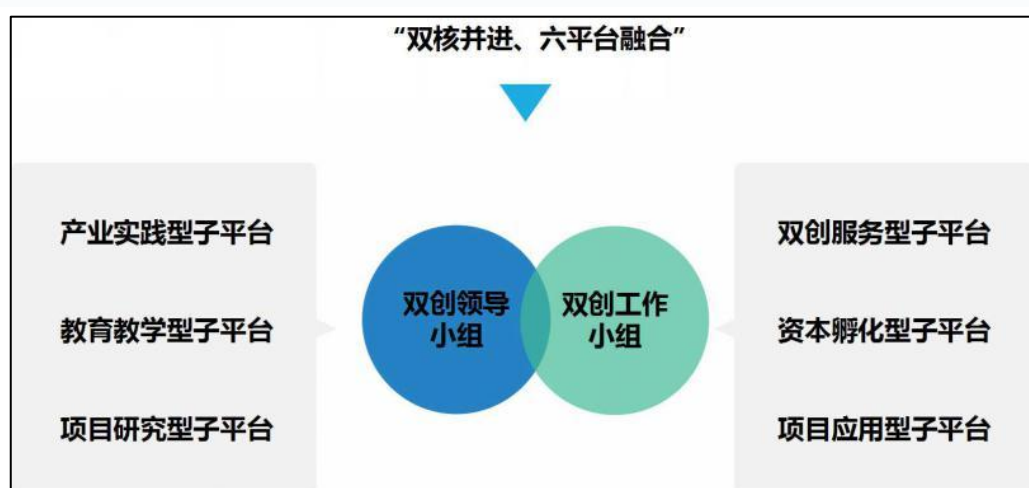 “双核并进、六平台融合”
产业实践型子平台
教育教学型子平台
项目研究型子平台
双创领导
小组
双创工作
小组
双创服务型子平台
资本孵化型子平台
项目应用型子平台